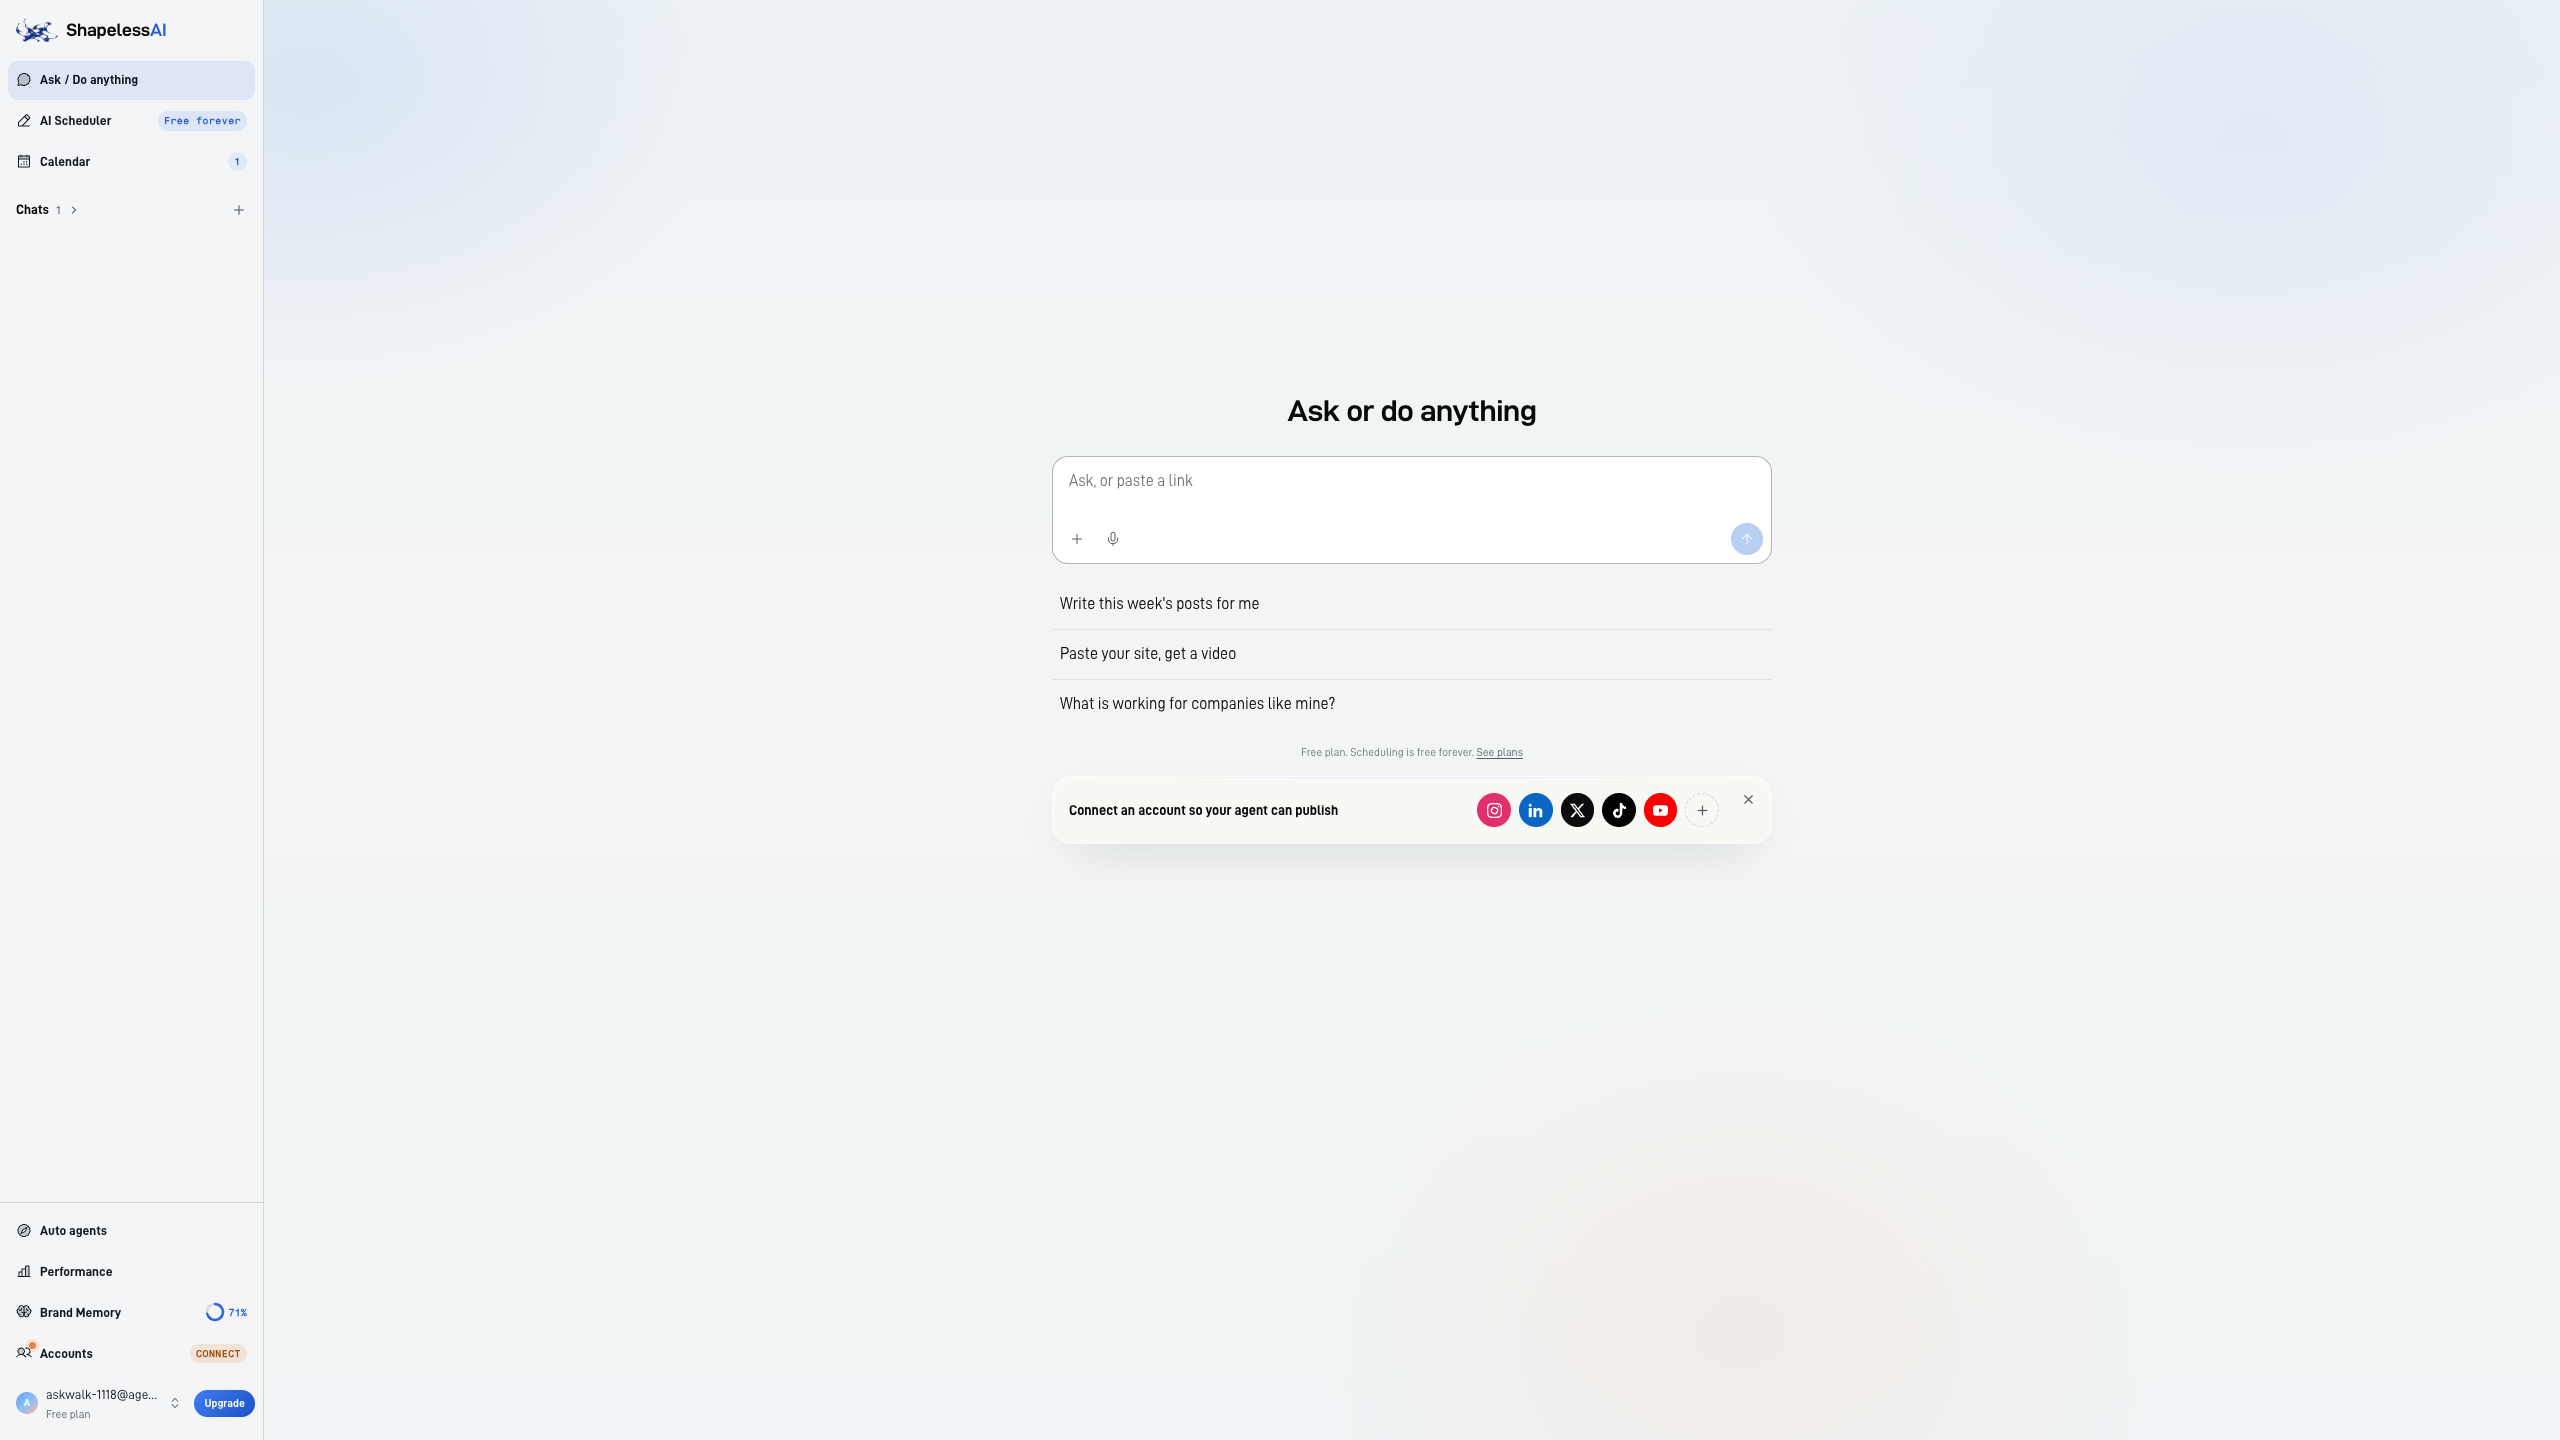 ShapelessAI
Ask / Do anything
AI Scheduler Free forever
Calendar 1
Chats 1
Ask or do anything
Ask, or paste a link
Write this week's posts for me
Paste your site, get a video
What is working for companies like mine?
Free plan. Scheduling is free forever. See plans
Connect an account so your agent can publish
Auto agents
Performance
Brand Memory 71%
Accounts CONNECT
A askwalk-1118@age...
Free plan
Upgrade